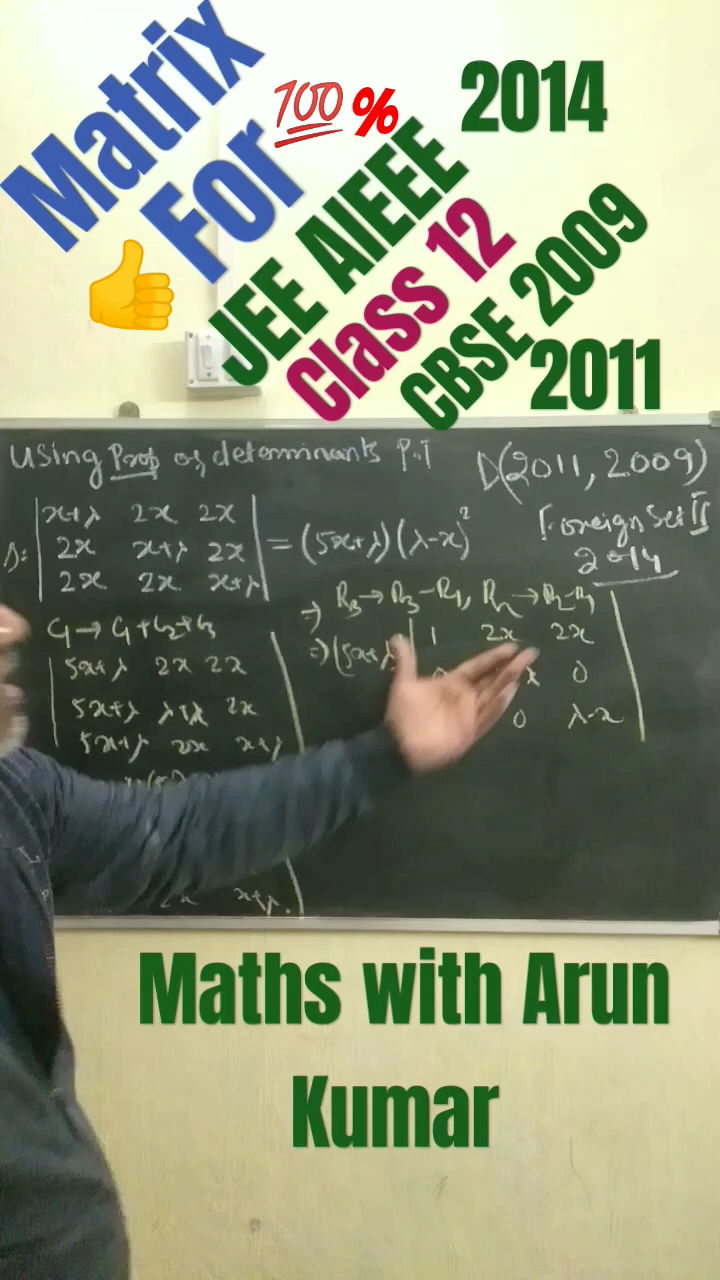 Matrix
For
💯 %
2014
JEE AIEEE
Class 12
CBSE 2009
2011
Using Prop of determinants P.T
D(2011, 2009)
Foreign Set II
2014
Δ: | x+λ 2x 2x |
| 2x x+λ 2x | = (5x+λ)(λ-x)²
| 2x 2x x+λ |
C₁→C₁+C₂+C₃
| 5x+λ 2x 2x |
5x+λ x+λ 2x
5x+λ 2x x+λ
2x x+λ
⇒ R₃→R₃-R₁, R₂→R₂-R₁
⇒ (5x+λ) | 1 2x 2x |
0
0 λ-x
Maths with Arun
Kumar